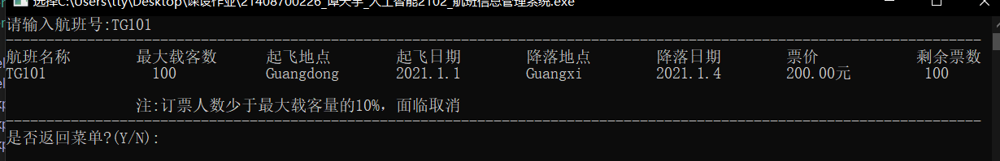 选择C:\Users\tty\Desktop\课设作业\21408700226_谭天宇_人工智能2102_航班信息管理系统.exe
请输入航班号:TG101
航班名称 最大载客数 起飞地点 起飞日期 降落地点 降落日期 票价 剩余票数
TG101 100 Guangdong 2021.1.1 Guangxi 2021.1.4 200.00元 100
注:订票人数少于最大载客量的10%，面临取消
是否返回菜单?(Y/N):